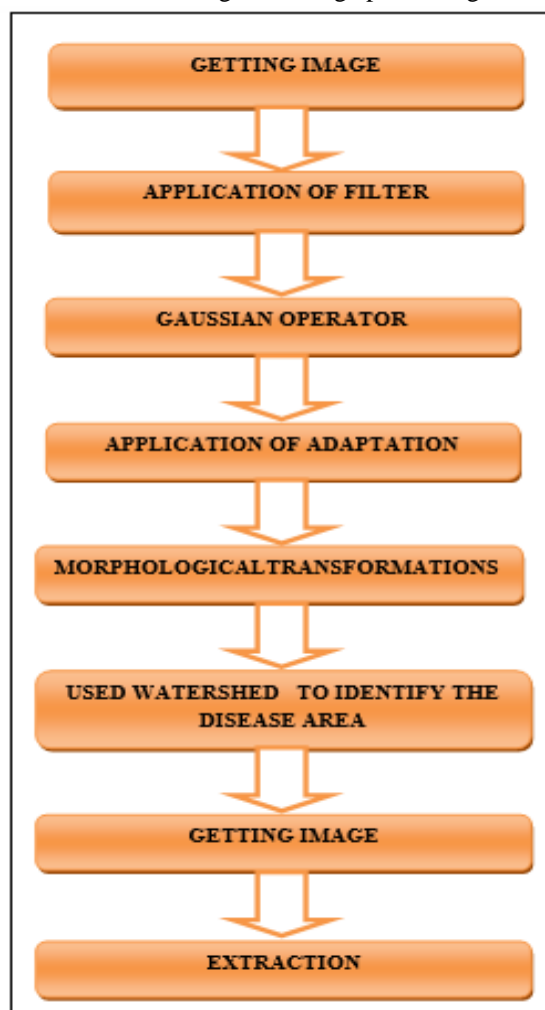 GETTING IMAGE
APPLICATION OF FILTER
GAUSSIAN OPERATOR
APPLICATION OF ADAPTATION
MORPHOLOGICALTRANSFORMATIONS
USED WATERSHED TO IDENTIFY THE
DISEASE AREA
GETTING IMAGE
EXTRACTION